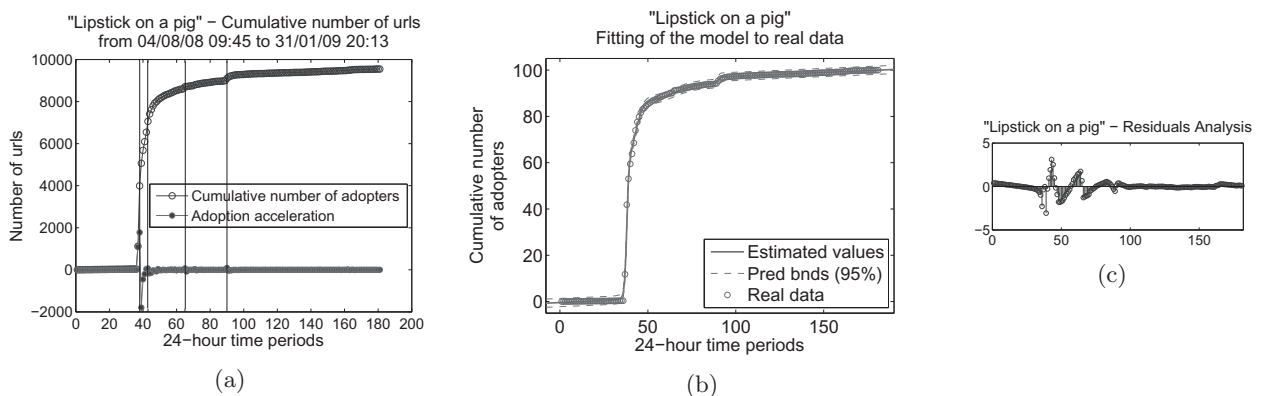 "Lipstick on a pig" − Cumulative number of urls
from 04/08/08 09:45 to 31/01/09 20:13
10000
8000
6000
4000
2000
0
−2000
Number of urls
Cumulative number of adopters
Adoption acceleration
0 20 40 60 80 100 120 140 160 180 200
24−hour time periods
(a)
"Lipstick on a pig"
Fitting of the model to real data
100
80
60
40
20
0
Cumulative number
of adopters
Estimated values
Pred bnds (95%)
Real data
0 50 100 150
24−hour time periods
(b)
"Lipstick on a pig" − Residuals Analysis
5
0
−5
0 50 100 150
(c)